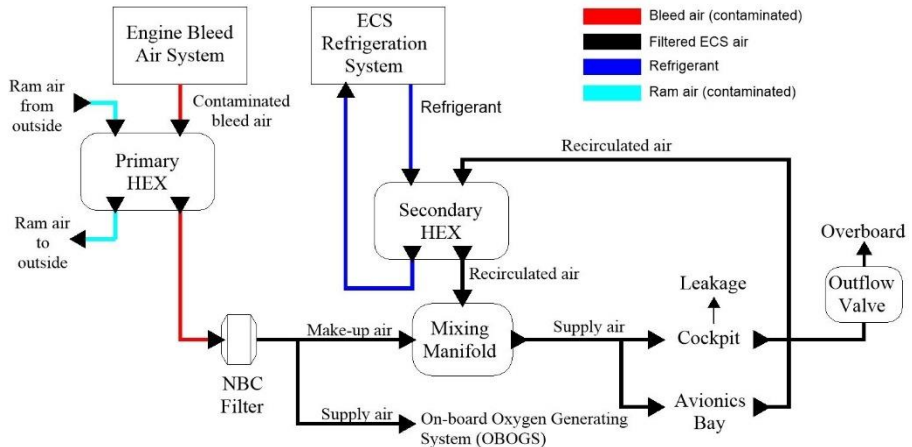 Engine Bleed
Air System
ECS
Refrigeration
System
Bleed air (contaminated)
Filtered ECS air
Refrigerant
Ram air (contaminated)
Ram air
from
outside
Contaminated
bleed air
Refrigerant
Recirculated air
Primary
HEX
Secondary
HEX
Ram air
to
outside
Recirculated air
Overboard
Outflow
Valve
Leakage
Make-up air
Mixing
Manifold
Supply air
Cockpit
NBC
Filter
Supply air
On-board Oxygen Generating
System (OBOGS)
Avionics
Bay